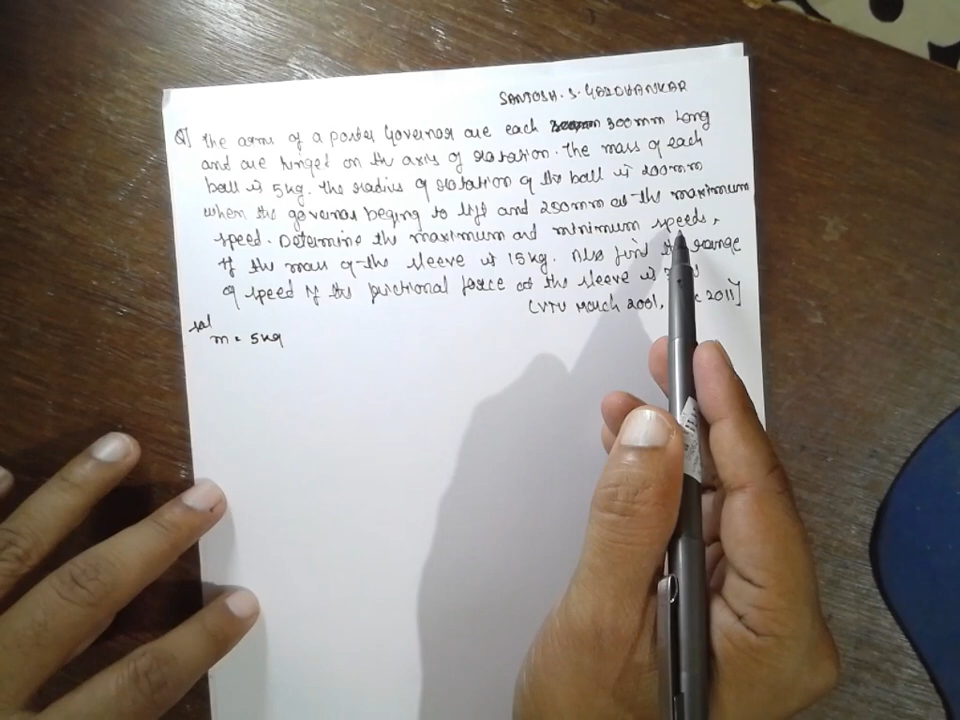 SANTOSH.S.GAZDHANKAR
Q] The arms of a porter Governor are each 300mm Long
and are hinged on the axis of rotation. The mass of each
ball is 5kg. The radius of rotation of the ball is 200mm
when the governor begins to lift and 250mm at the maximum
speed. Determine the maximum and minimum speeds,
If the mass of the sleeve is 15kg. Also find the range
of speed if the frictional force at the sleeve is
(VTU March 2001, 2011]
sol
m = 5kg